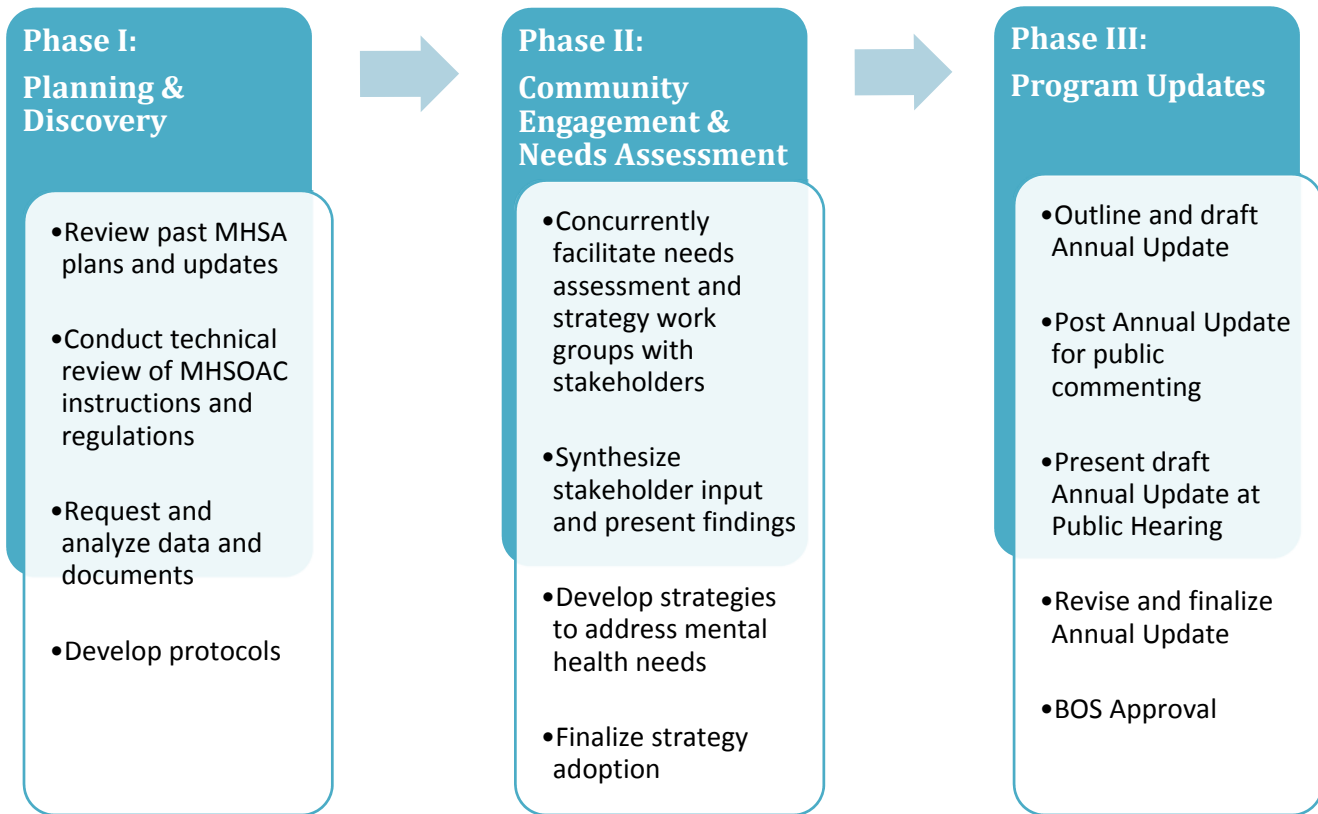 Phase I:
Planning &
Discovery
•Review past MHSA
plans and updates
•Conduct technical
review of MHSOAC
instructions and
regulations
•Request and
analyze data and
documents
•Develop protocols
Phase II:
Community
Engagement &
Needs Assessment
•Concurrently
facilitate needs
assessment and
strategy work
groups with
stakeholders
•Synthesize
stakeholder input
and present findings
•Develop strategies
to address mental
health needs
•Finalize strategy
adoption
Phase III:
Program Updates
•Outline and draft
Annual Update
•Post Annual Update
for public
commenting
•Present draft
Annual Update at
Public Hearing
•Revise and finalize
Annual Update
•BOS Approval